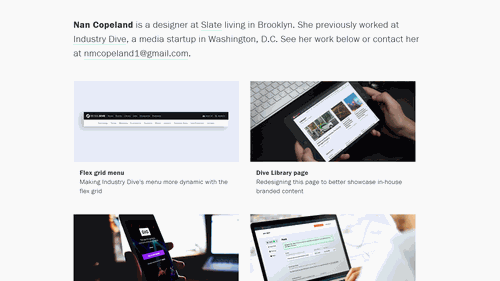 Nan Copeland is a designer at Slate living in Brooklyn. She previously worked at
Industry Dive, a media startup in Washington, D.C. See her work below or contact her
at nmcopeland1@gmail.com.
Flex grid menu
Making Industry Dive's menu more dynamic with the
flex grid
Dive Library page
Redesigning this page to better showcase in-house
branded content